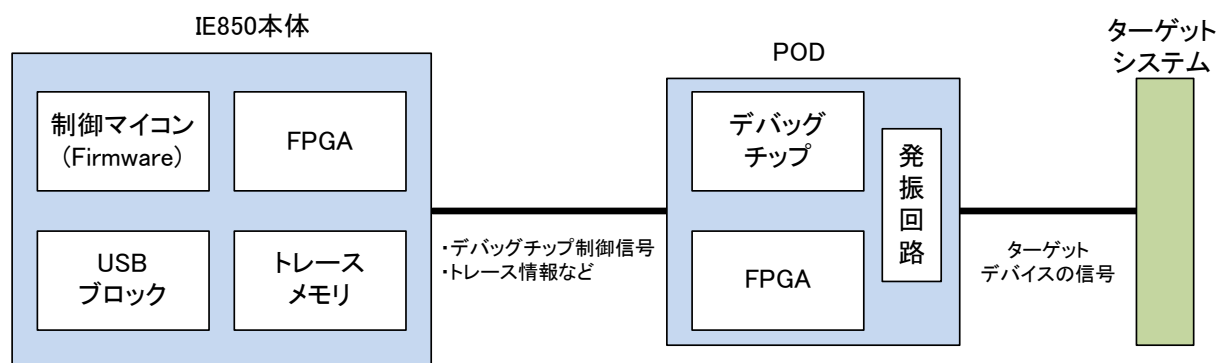 IE850本体
制御マイコン
(Firmware)
FPGA
USB
ブロック
トレース
メモリ
・デバッグチップ制御信号
・トレース情報など
POD
デバッグ
チップ
FPGA
発
振
回
路
ターゲット
デバイスの信号
ターゲット
システム